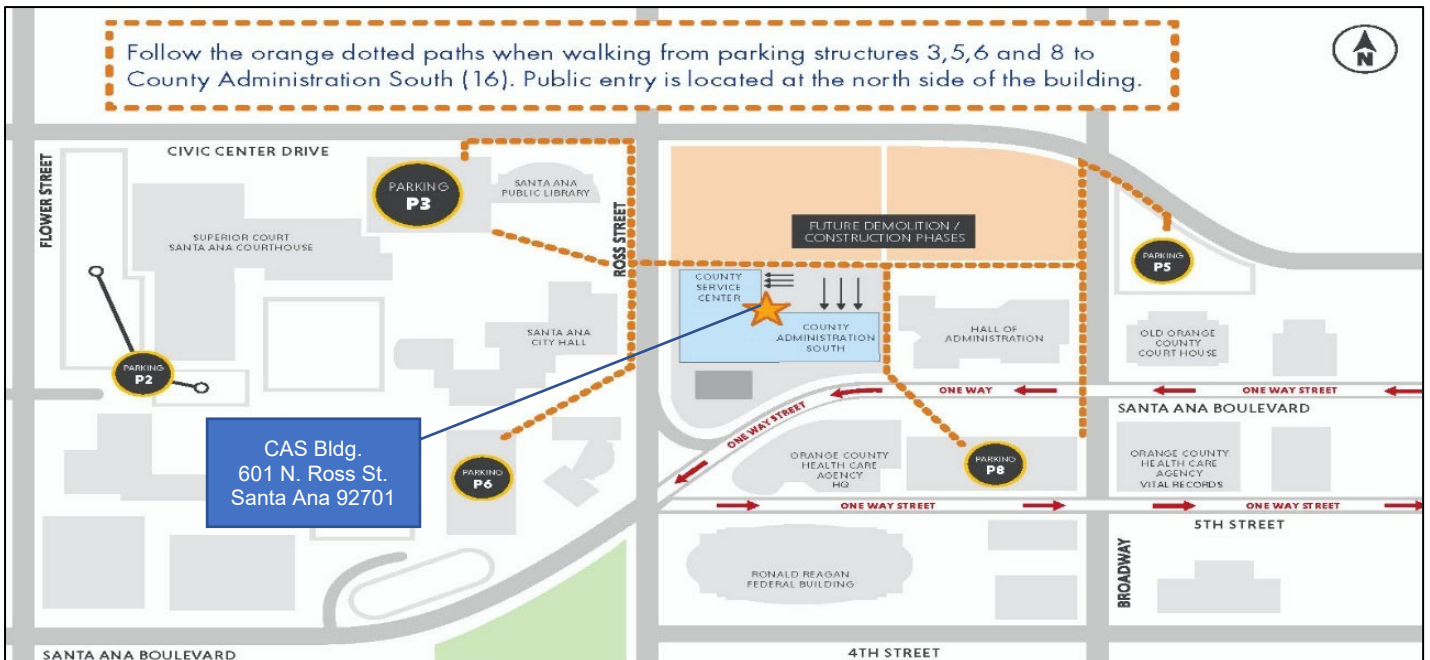 Follow the orange dotted paths when walking from parking structures 3,5,6 and 8 to
County Administration South (16). Public entry is located at the north side of the building.
N
CIVIC CENTER DRIVE
FLOWER STREET
PARKING
P3
SANTA ANA
PUBLIC LIBRARY
ROSS STREET
SUPERIOR COURT
SANTA ANA COURTHOUSE
FUTURE DEMOLITION /
CONSTRUCTION PHASES
PARKING
P5
COUNTY
SERVICE
CENTER
COUNTY
ADMINISTRATION
SOUTH
HALL OF
ADMINISTRATION
OLD ORANGE
COUNTY
COURT HOUSE
SANTA ANA
CITY HALL
PARKING
P2
ONE WAY
ONE WAY STREET
SANTA ANA BOULEVARD
ONE WAY STREET
CAS Bldg.
601 N. Ross St.
Santa Ana 92701
PARKING
P6
ORANGE COUNTY
HEALTH CARE
AGENCY
HQ
PARKING
P8
ORANGE COUNTY
HEALTH CARE
AGENCY
VITAL RECORDS
ONE WAY STREET
ONE WAY STREET
5TH STREET
RONALD REAGAN
FEDERAL BUILDING
BROADWAY
SANTA ANA BOULEVARD
4TH STREET